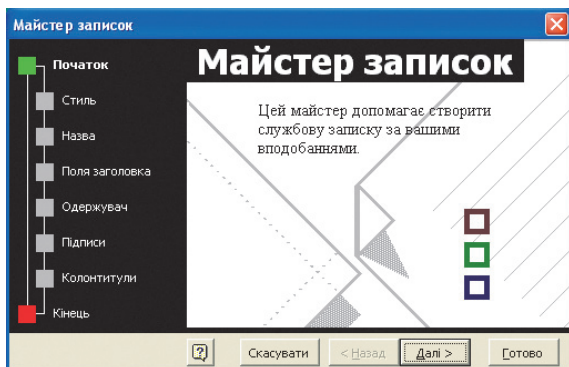 Майстер записок
Початок
Стиль
Назва
Поля заголовка
Одержувач
Підписи
Колонтитули
Кінець
Майстер записок
Цей майстер допомагає створити
службову записку за вашими
вподобаннями.
?
Скасувати
< Назад
Далі >
Готово